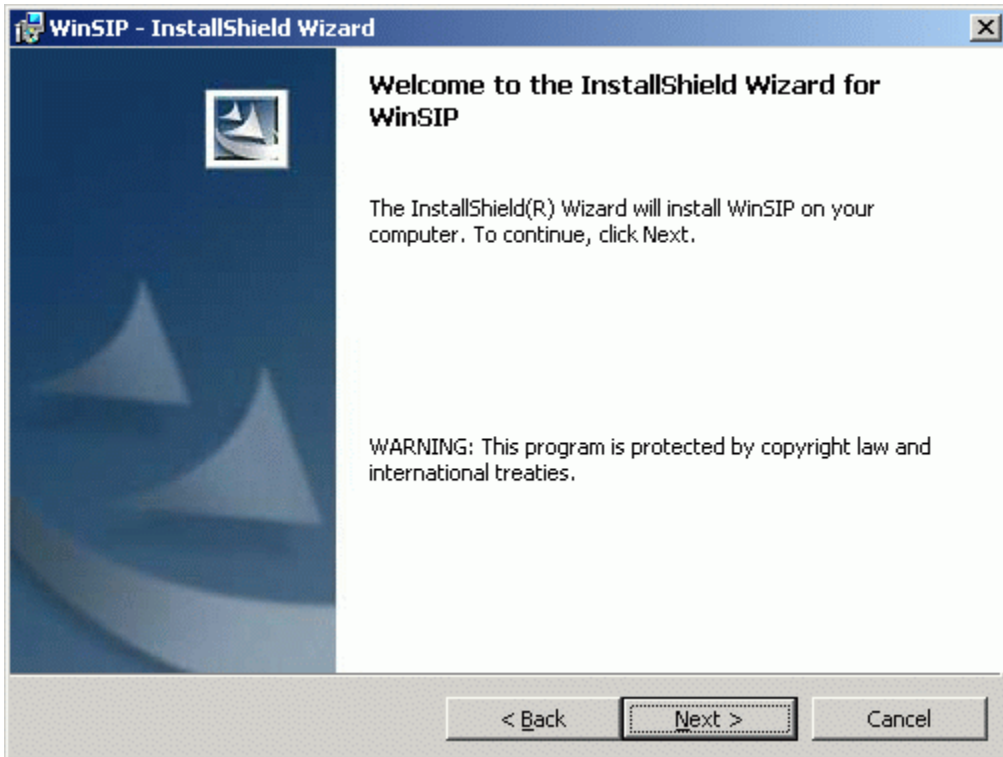 WinSIP - InstallShield Wizard
Welcome to the InstallShield Wizard for
WinSIP
The InstallShield(R) Wizard will install WinSIP on your
computer. To continue, click Next.
WARNING: This program is protected by copyright law and
international treaties.
< Back
Next >
Cancel